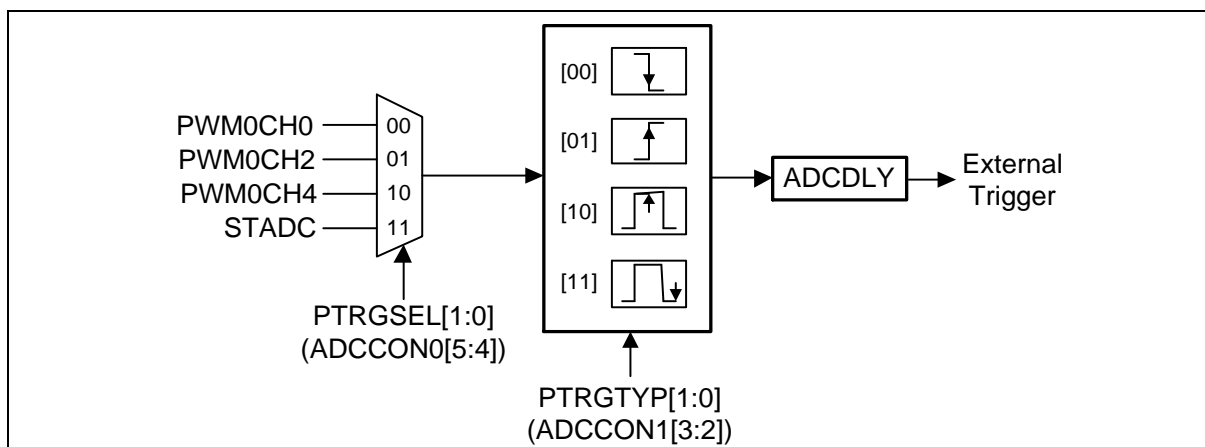 PWM0CH0
PWM0CH2
PWM0CH4
STADC
00
01
10
11
PTRGSEL[1:0]
(ADCCON0[5:4])
[00]
[01]
[10]
[11]
PTRGTYP[1:0]
(ADCCON1[3:2])
ADCDLY
External
Trigger